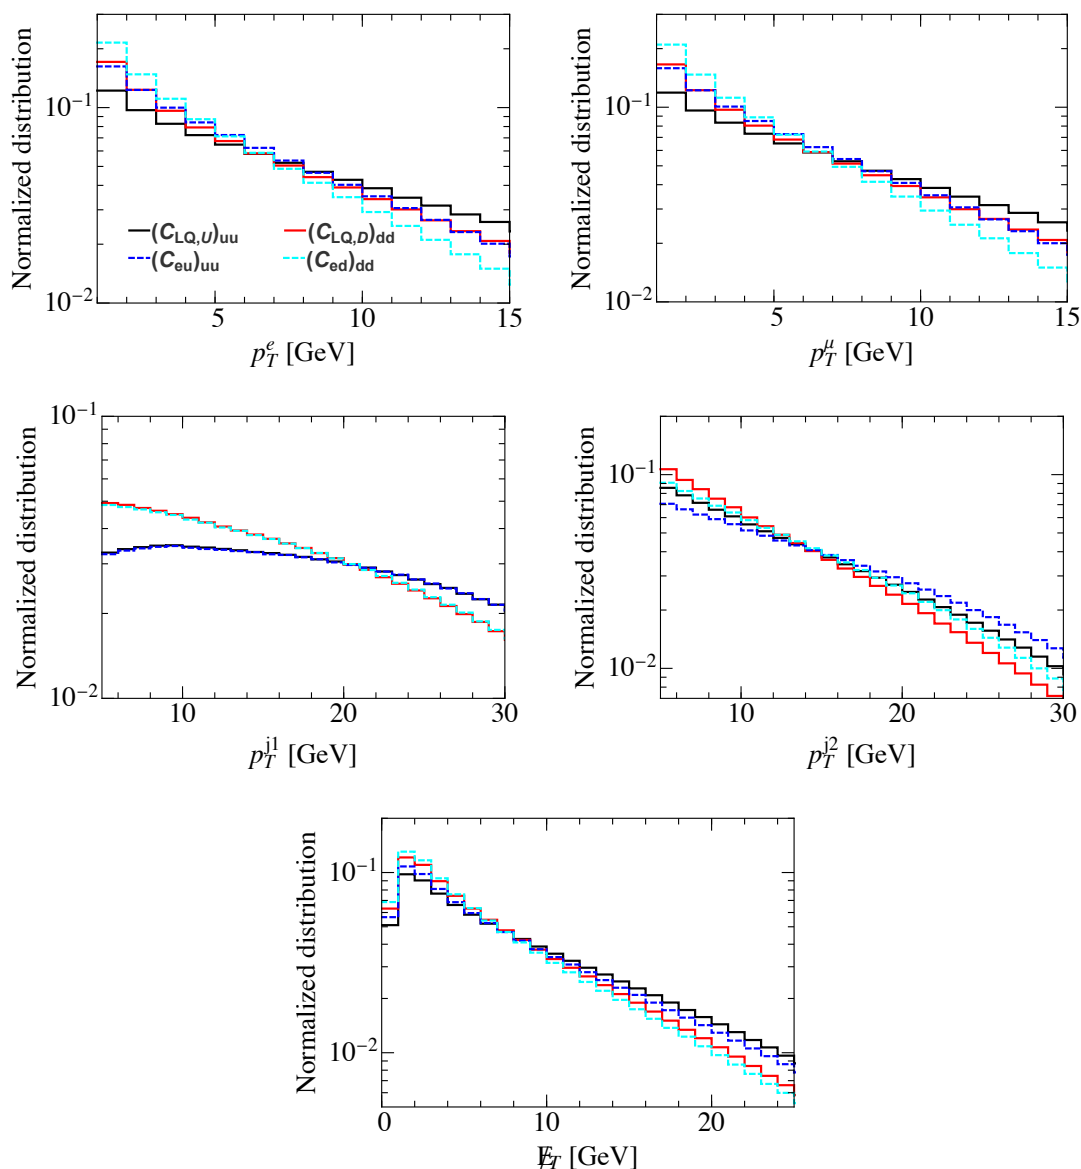 Normalized distribution
10⁻¹
10⁻²
(C_LQ,U)_uu (C_LQ,D)_dd
(C_eu)_uu (C_ed)_dd
5 10 15
p_T^e [GeV]
Normalized distribution
10⁻¹
10⁻²
5 10 15
p_T^μ [GeV]
Normalized distribution
10⁻¹
10⁻²
10 20 30
p_T^j1 [GeV]
Normalized distribution
10⁻¹
10⁻²
10 20 30
p_T^j2 [GeV]
Normalized distribution
10⁻¹
10⁻²
0 10 20
E̸_T [GeV]